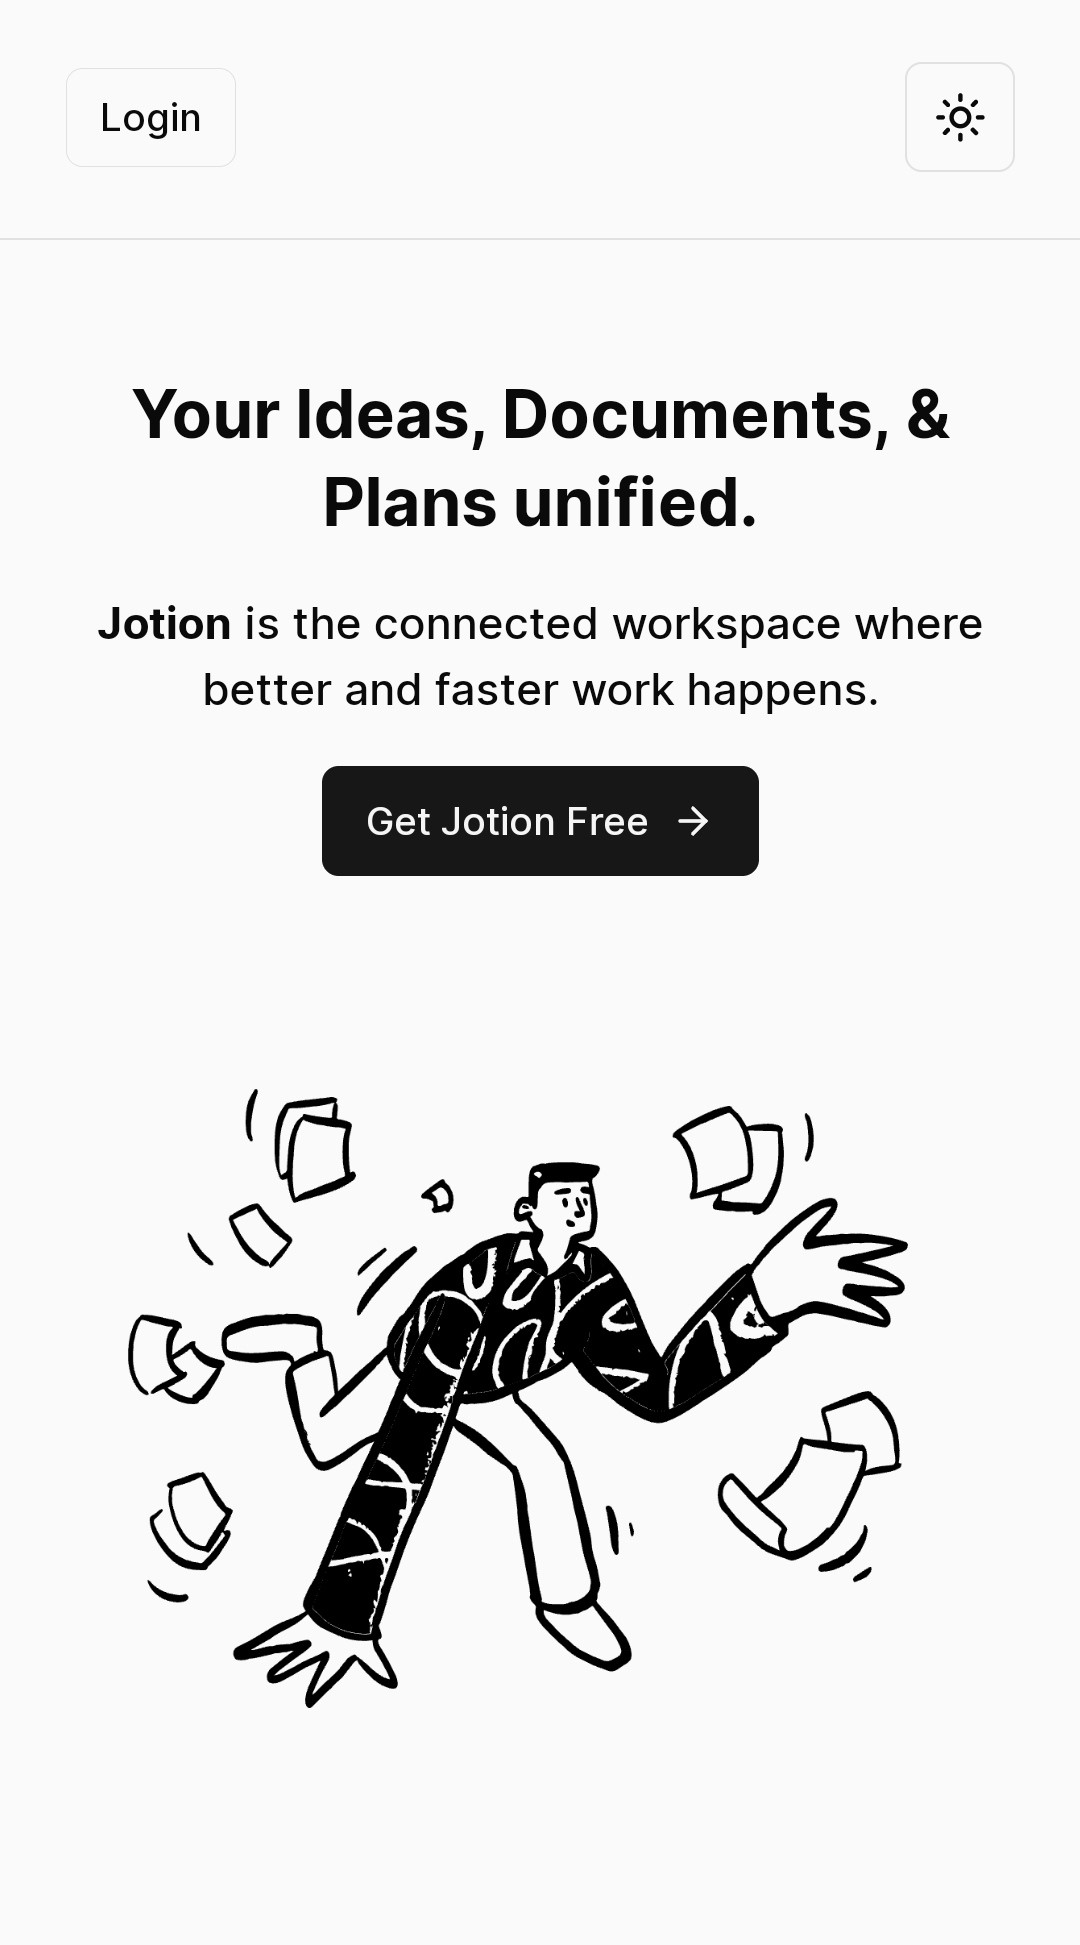 Login
Your Ideas, Documents, &
Plans unified.
Jotion is the connected workspace where
better and faster work happens.
Get Jotion Free